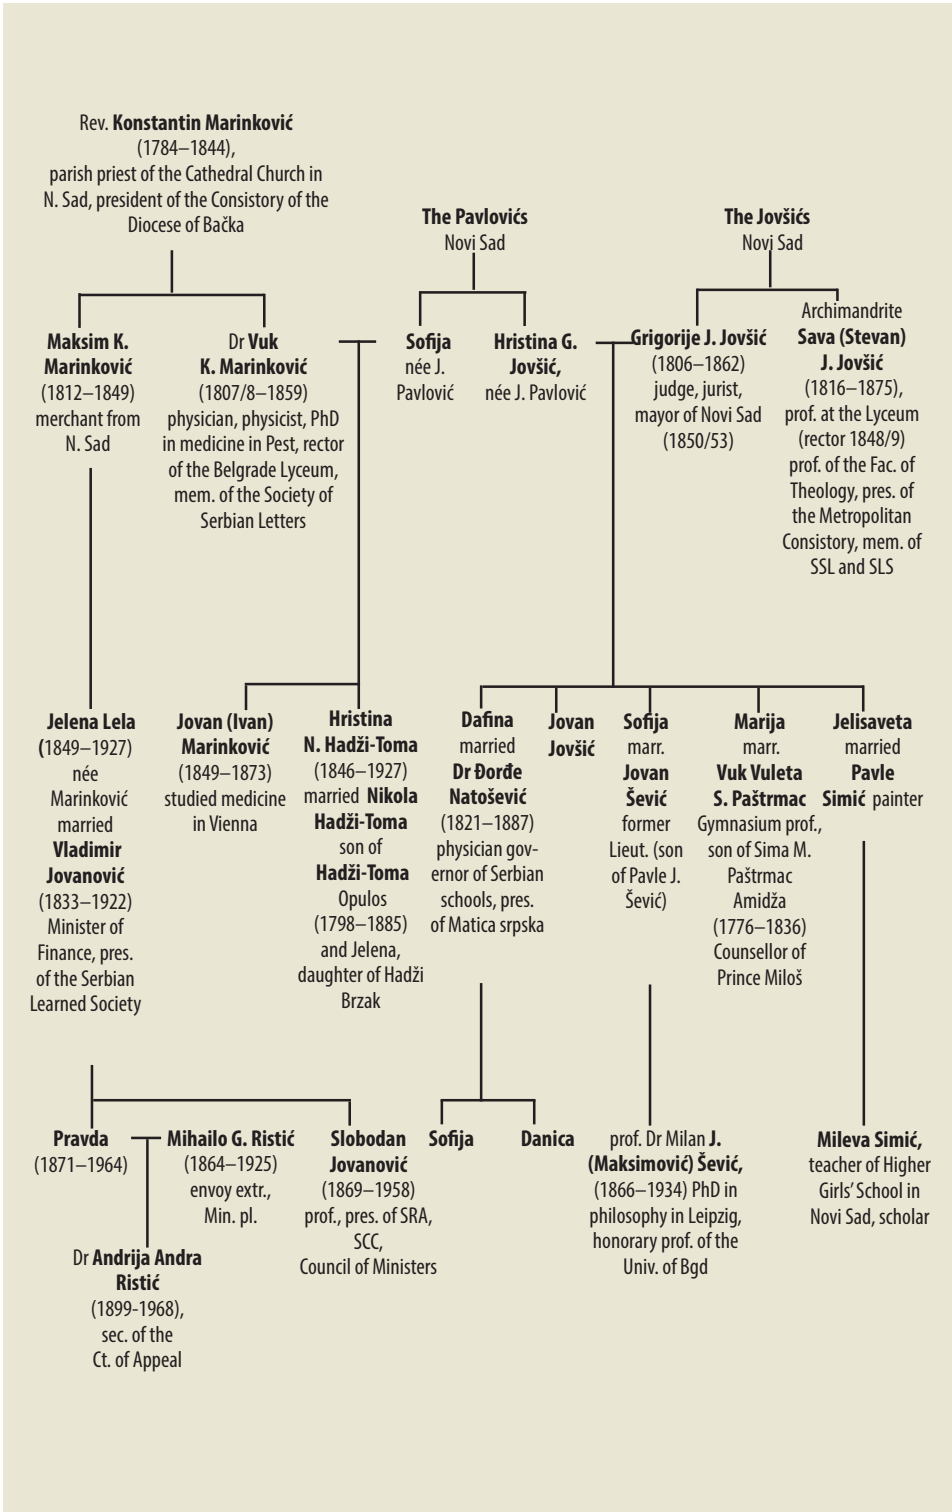 Rev. Konstantin Marinković
(1784–1844),
parish priest of the Cathedral Church in
N. Sad, president of the Consistory of the
Diocese of Bačka
The Pavlovićs
Novi Sad
The Jovšićs
Novi Sad
Maksim K.
Marinković
(1812–1849)
merchant from
N. Sad
Dr Vuk
K. Marinković
(1807/8–1859)
physician, physicist, PhD
in medicine in Pest, rector
of the Belgrade Lyceum,
mem. of the Society of
Serbian Letters
Sofija
née J.
Pavlović
Hristina G.
Jovšić,
née J. Pavlović
Grigorije J. Jovšić
(1806–1862)
judge, jurist,
mayor of Novi Sad
(1850/53)
Archimandrite
Sava (Stevan)
J. Jovšić
(1816–1875),
prof. at the Lyceum
(rector 1848/9)
prof. of the Fac. of
Theology, pres. of
the Metropolitan
Consistory, mem. of
SSL and SLS
Jelena Lela
(1849–1927)
née
Marinković
married
Vladimir
Jovanović
(1833–1922)
Minister of
Finance, pres.
of the Serbian
Learned Society
Jovan (Ivan)
Marinković
(1849–1873)
studied medicine
in Vienna
Hristina
N. Hadži-Toma
(1846–1927)
married Nikola
Hadži-Toma
son of
Hadži-Toma
Opulos
(1798–1885)
and Jelena,
daughter of Hadži
Brzak
Dafina
married
Dr Đorđe
Natošević
(1821–1887)
physician gov-
ernor of Serbian
schools, pres.
of Matica srpska
Jovan
Jovšić
Sofija
marr.
Jovan
Šević
former
Lieut. (son
of Pavle J.
Šević)
Marija
marr.
Vuk Vuleta
S. Paštrmac
Gymnasium prof.,
son of Sima M.
Paštrmac
Amidža
(1776–1836)
Counsellor of
Prince Miloš
Jelisaveta
married
Pavle
Simić painter
Pravda
(1871–1964)
Mihailo G. Ristić
(1864–1925)
envoy extr.,
Min. pl.
Slobodan
Jovanović
(1869–1958)
prof., pres. of SRA,
SCC,
Council of Ministers
Sofija
Danica
prof. Dr Milan J.
(Maksimović) Šević,
(1866–1934) PhD in
philosophy in Leipzig,
honorary prof. of the
Univ. of Bgd
Mileva Simić,
teacher of Higher
Girls' School in
Novi Sad, scholar
Dr Andrija Andra
Ristić
(1899-1968),
sec. of the
Ct. of Appeal